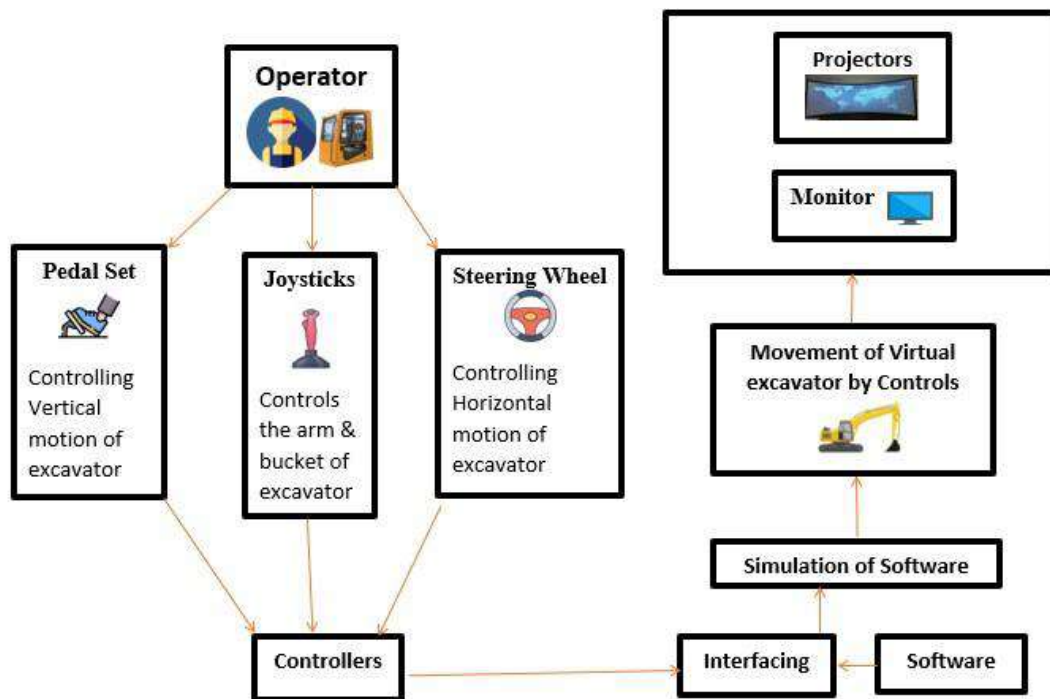 Operator
Pedal Set
Controlling
Vertical
motion of
excavator
Joysticks
Controls
the arm &
bucket of
excavator
Steering Wheel
Controlling
Horizontal
motion of
excavator
Controllers
Interfacing
Software
Simulation of Software
Movement of Virtual
excavator by Controls
Projectors
Monitor